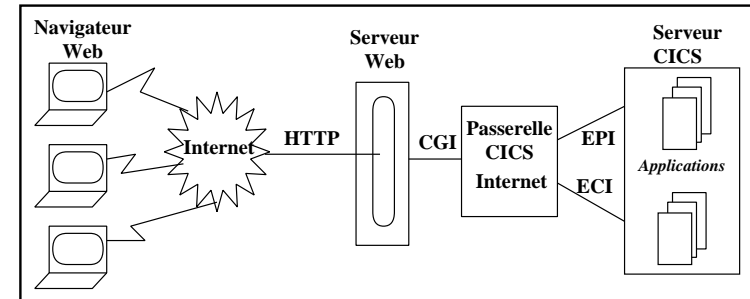 Navigateur
Web
Internet
HTTP
Serveur
Web
CGI
Passerelle
CICS
Internet
EPI
ECI
Serveur
CICS
Applications